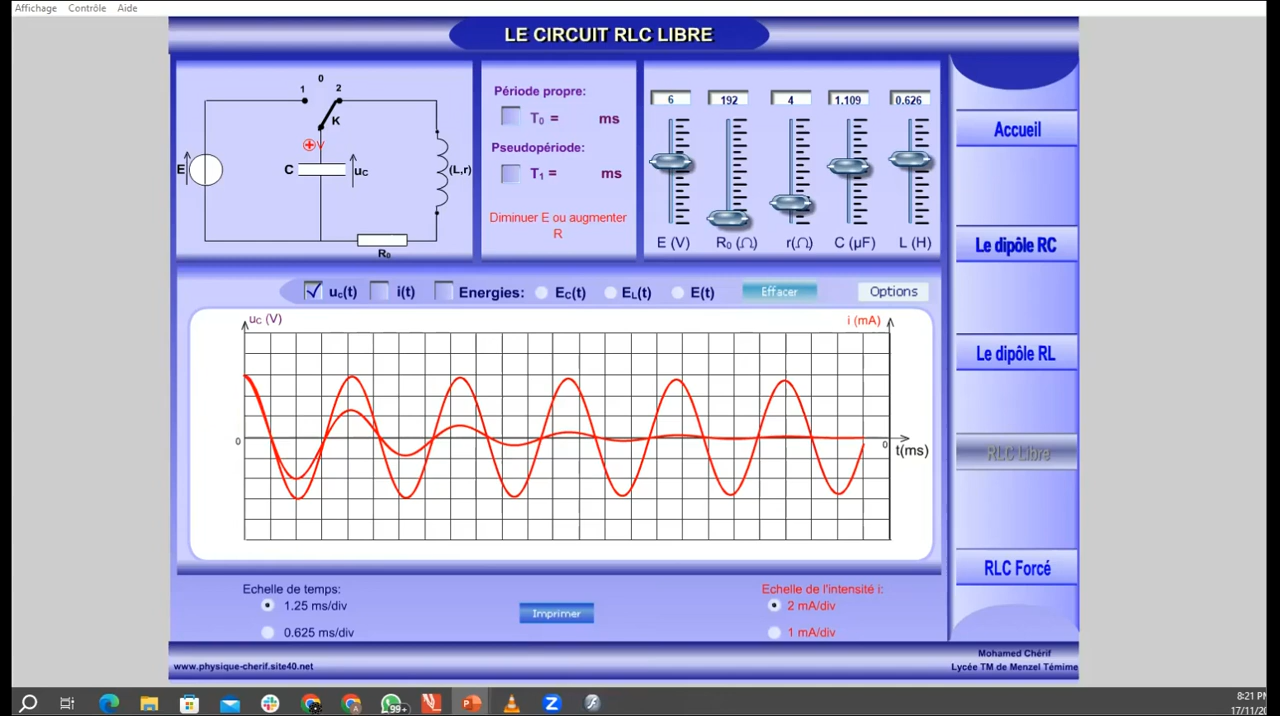 Affichage Contrôle Aide
LE CIRCUIT RLC LIBRE
0
1 2
K
E C uC (L,r)
R₀
Période propre:
T₀ = ms
Pseudopériode:
T₁ = ms
Diminuer E ou augmenter
R
6 192 4 1.109 0.626
E (V) R₀ (Ω) r(Ω) C (µF) L (H)
Accueil
Le dipôle RC
Le dipôle RL
RLC Libre
RLC Forcé
uC(t) i(t) Energies: EC(t) EL(t) E(t) Effacer Options
uC (V) i (mA)
0 0
t(ms)
Echelle de temps:
1.25 ms/div
0.625 ms/div
Imprimer
Echelle de l'intensité i:
2 mA/div
1 mA/div
Mohamed Chérif
www.physique-cherif.site40.net Lycée TM de Menzel Témime
99+
8:21 PM